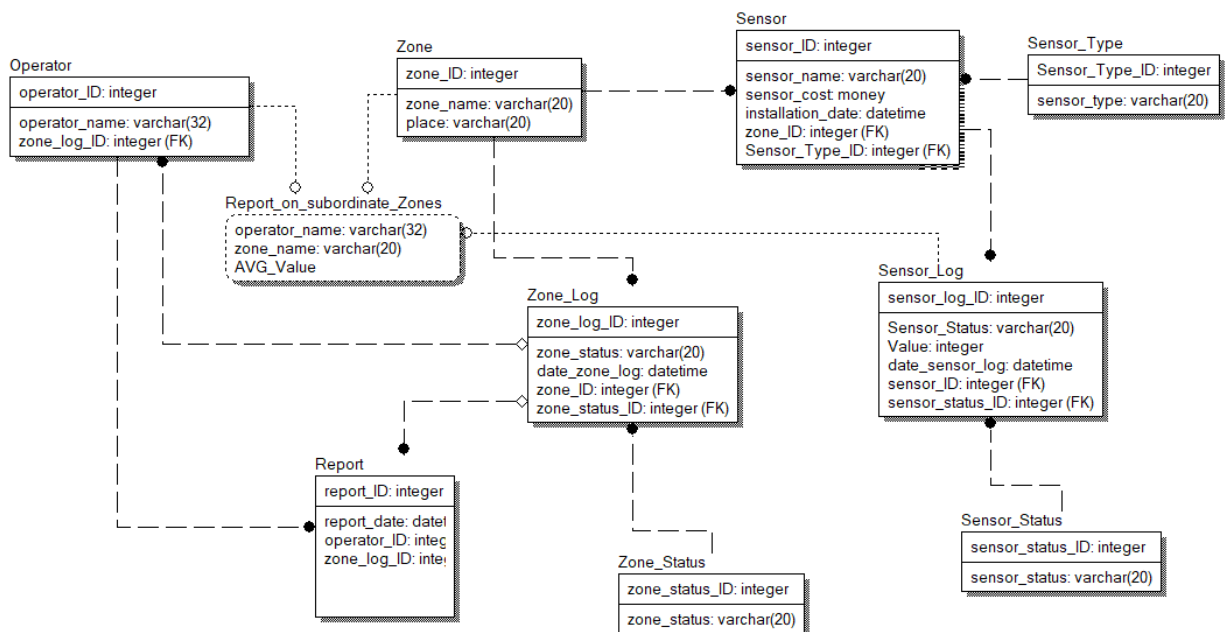 Operator
operator_ID: integer
operator_name: varchar(32)
zone_log_ID: integer (FK)
Zone
zone_ID: integer
zone_name: varchar(20)
place: varchar(20)
Sensor
sensor_ID: integer
sensor_name: varchar(20)
sensor_cost: money
installation_date: datetime
zone_ID: integer (FK)
Sensor_Type_ID: integer (FK)
Sensor_Type
Sensor_Type_ID: integer
sensor_type: varchar(20)
Report_on_subordinate_Zones
operator_name: varchar(32)
zone_name: varchar(20)
AVG_Value
Zone_Log
zone_log_ID: integer
zone_status: varchar(20)
date_zone_log: datetime
zone_ID: integer (FK)
zone_status_ID: integer (FK)
Sensor_Log
sensor_log_ID: integer
Sensor_Status: varchar(20)
Value: integer
date_sensor_log: datetime
sensor_ID: integer (FK)
sensor_status_ID: integer (FK)
Report
report_ID: integer
report_date:
operator_ID:
zone_log_ID:
Zone_Status
zone_status_ID: integer
zone_status: varchar(20)
Sensor_Status
sensor_status_ID: integer
sensor_status: varchar(20)